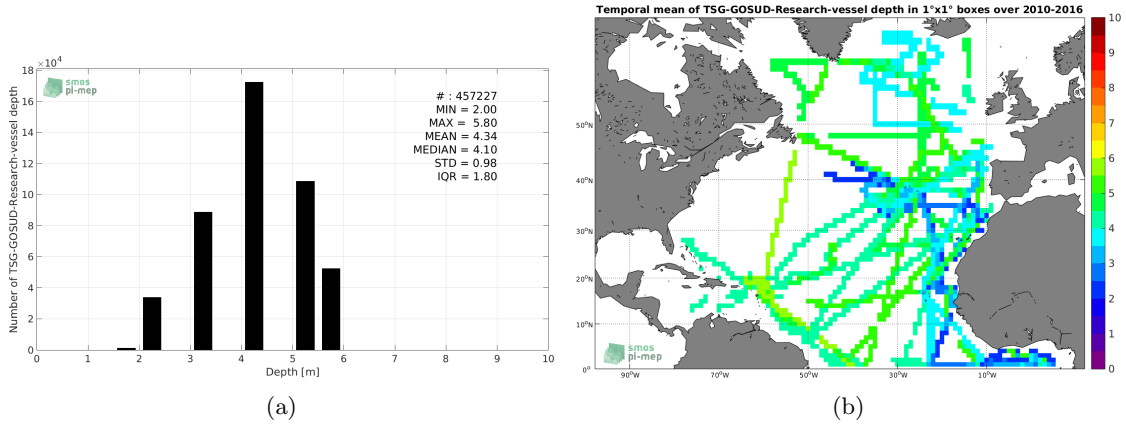 ×10⁴
18
16
14
12
10
8
6
4
2
0
Number of TSG-GOSUD-Research-vessel depth
smos
pi-mep
# : 457227
MIN = 2.00
MAX = 5.80
MEAN = 4.34
MEDIAN = 4.10
STD = 0.98
IQR = 1.80
0 1 2 3 4 5 6 7 8 9 10
Depth [m]
(a)
Temporal mean of TSG-GOSUD-Research-vessel depth in 1°x1° boxes over 2010-2016
50°N
40°N
30°N
20°N
10°N
0°
90°W 70°W 50°W 30°W 10°W
smos
pi-mep
10
9
8
7
6
5
4
3
2
1
0
(b)